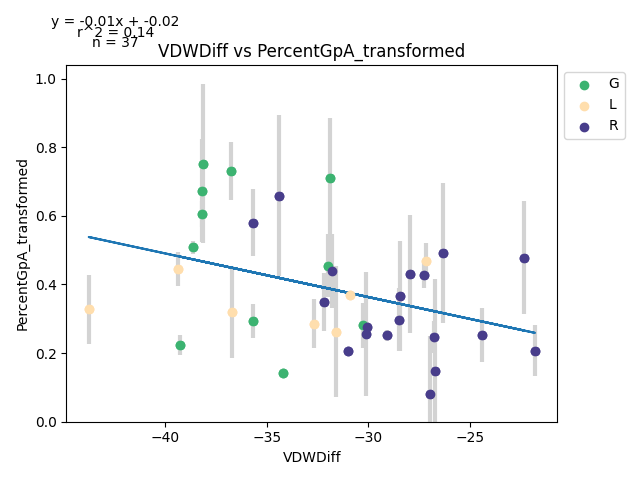 y = -0.01x + -0.02
r^2 = 0.14
n = 37
VDWDiff vs PercentGpA_transformed
G
L
R
PercentGpA_transformed
1.0
0.8
0.6
0.4
0.2
0.0
−40
−35
−30
−25
VDWDiff